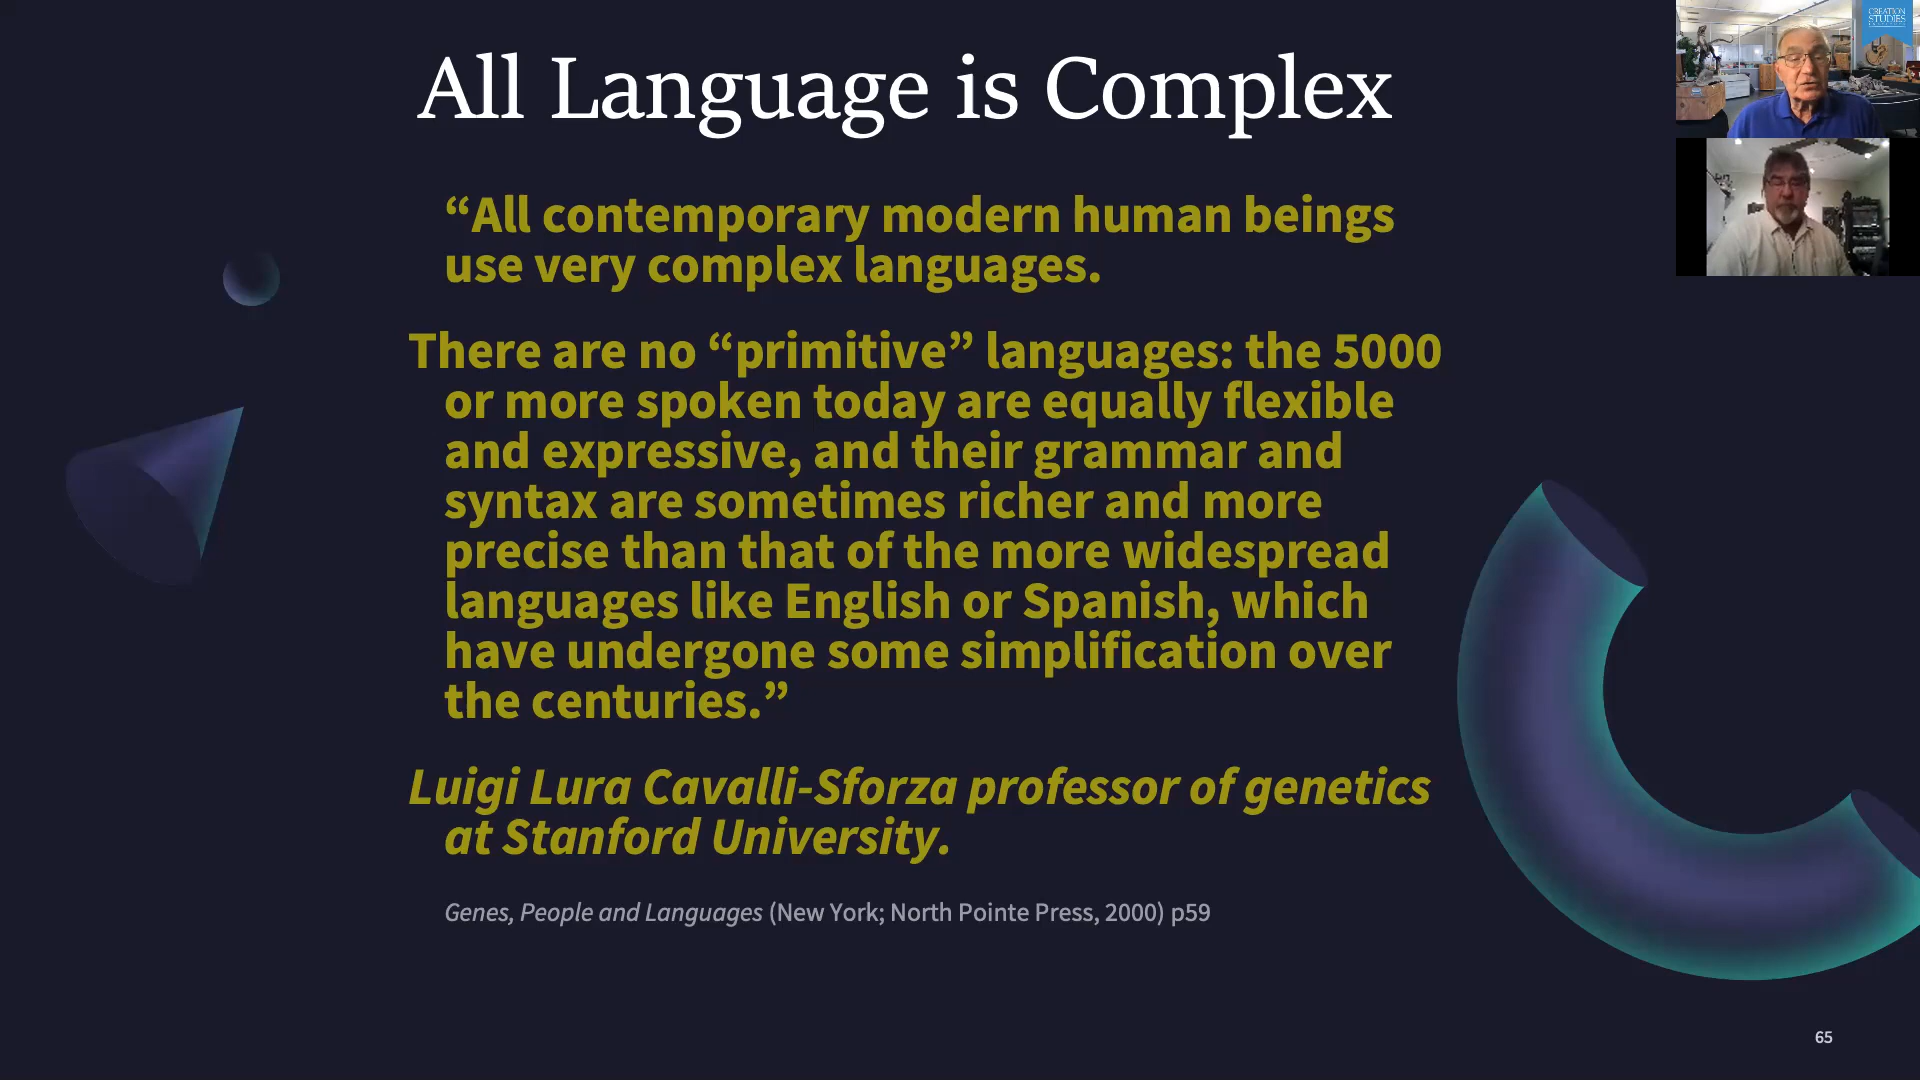 All Language is Complex
“All contemporary modern human beings
use very complex languages.
There are no “primitive” languages: the 5000
or more spoken today are equally flexible
and expressive, and their grammar and
syntax are sometimes richer and more
precise than that of the more widespread
languages like English or Spanish, which
have undergone some simplification over
the centuries.”
Luigi Lura Cavalli-Sforza professor of genetics
at Stanford University.
Genes, People and Languages (New York; North Pointe Press, 2000) p59
65
CREATION
STUDIES